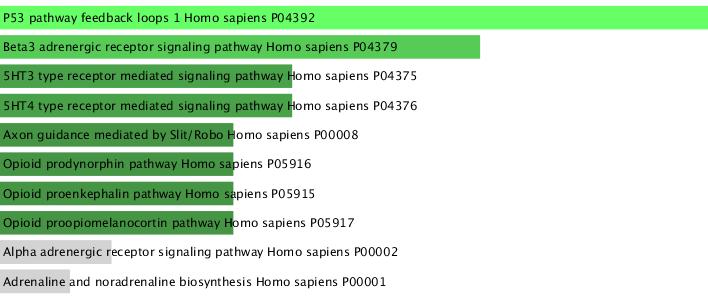 P53 pathway feedback loops 1 Homo sapiens P04392
Beta3 adrenergic receptor signaling pathway Homo sapiens P04379
5HT3 type receptor mediated signaling pathway Homo sapiens P04375
5HT4 type receptor mediated signaling pathway Homo sapiens P04376
Axon guidance mediated by Slit/Robo Homo sapiens P00008
Opioid prodynorphin pathway Homo sapiens P05916
Opioid proenkephalin pathway Homo sapiens P05915
Opioid proopiomelanocortin pathway Homo sapiens P05917
Alpha adrenergic receptor signaling pathway Homo sapiens P00002
Adrenaline and noradrenaline biosynthesis Homo sapiens P00001